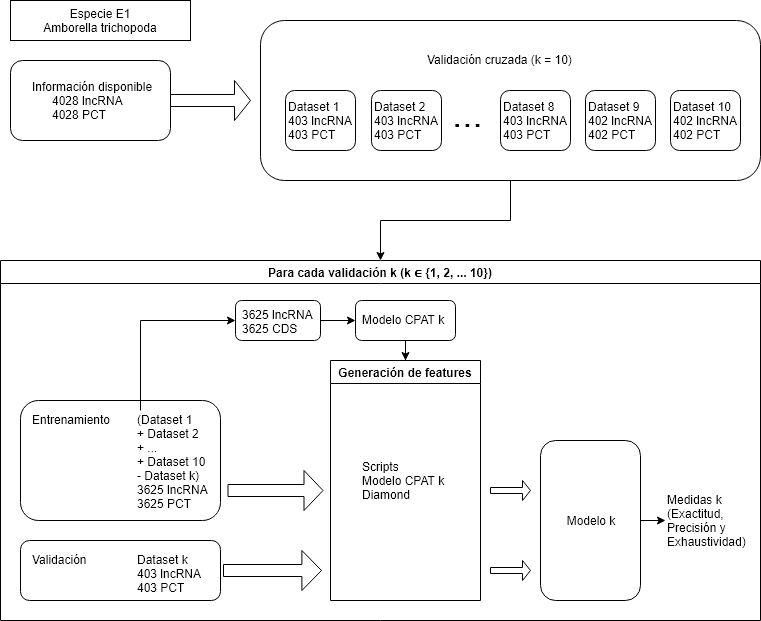 Especie E1
Amborella trichopoda
Información disponible
4028 lncRNA
4028 PCT
Validación cruzada (k = 10)
Dataset 1
403 lncRNA
403 PCT
Dataset 2
403 lncRNA
403 PCT
...
Dataset 8
403 lncRNA
403 PCT
Dataset 9
402 lncRNA
402 PCT
Dataset 10
402 lncRNA
402 PCT
Para cada validación k (k ∈ {1, 2, ... 10})
3625 lncRNA
3625 CDS
Modelo CPAT k
Generación de features
Scripts
Modelo CPAT k
Diamond
Entrenamiento
(Dataset 1
+ Dataset 2
+ ...
+ Dataset 10
- Dataset k)
3625 lncRNA
3625 PCT
Validación
Dataset k
403 lncRNA
403 PCT
Modelo k
Medidas k
(Exactitud,
Precisión y
Exhaustividad)